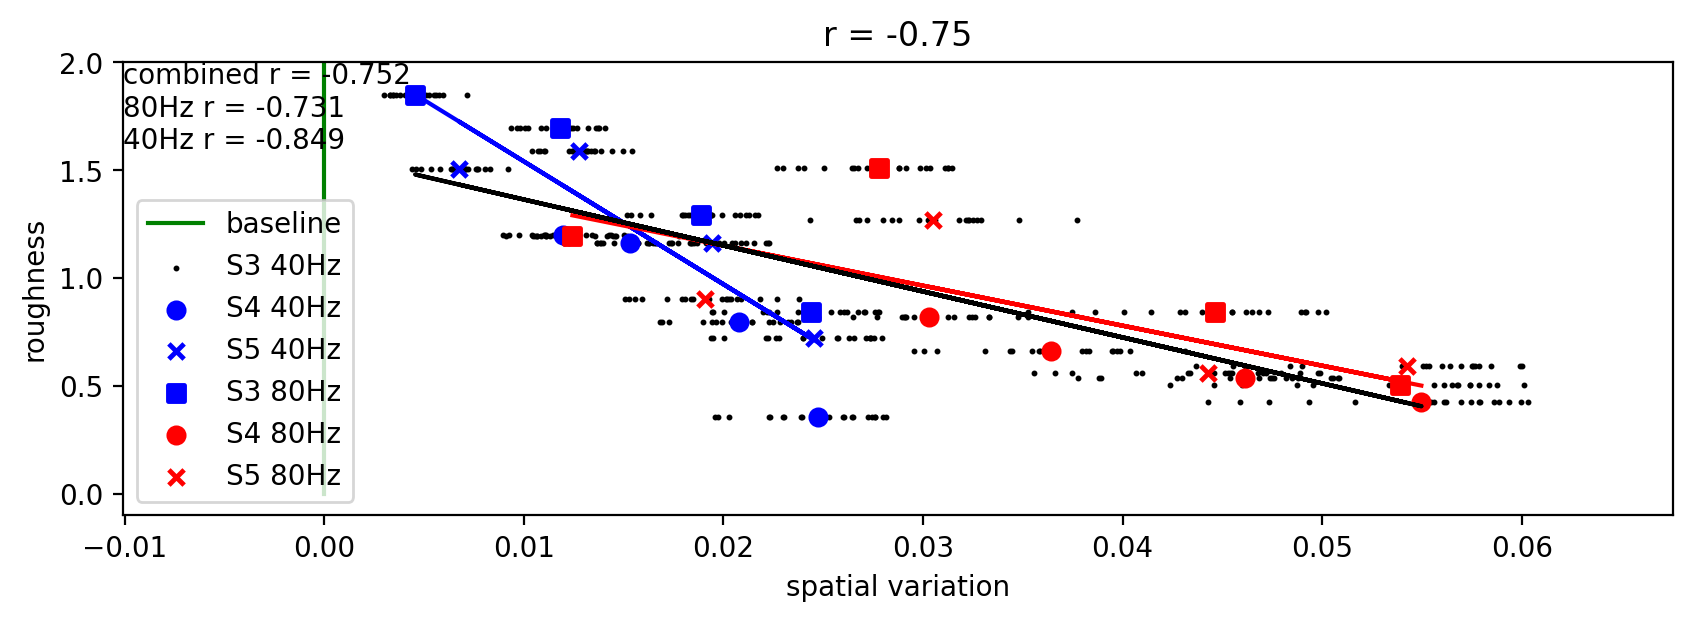 r = -0.75
combined r = -0.752
80Hz r = -0.731
40Hz r = -0.849
2.0
1.5
1.0
0.5
0.0
roughness
baseline
S3 40Hz
S4 40Hz
S5 40Hz
S3 80Hz
S4 80Hz
S5 80Hz
−0.01 0.00 0.01 0.02 0.03 0.04 0.05 0.06
spatial variation